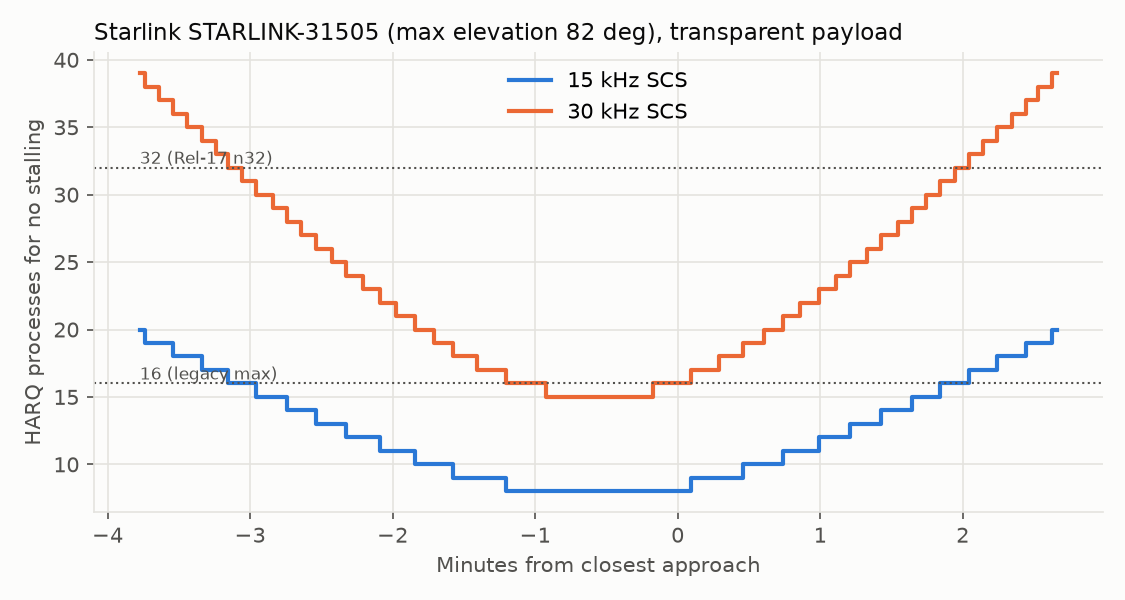 Starlink STARLINK-31505 (max elevation 82 deg), transparent payload
15 kHz SCS
30 kHz SCS
32 (Rel-17 n32)
16 (legacy max)
HARQ processes for no stalling
40
35
30
25
20
15
10
−4
−3
−2
−1
0
1
2
Minutes from closest approach